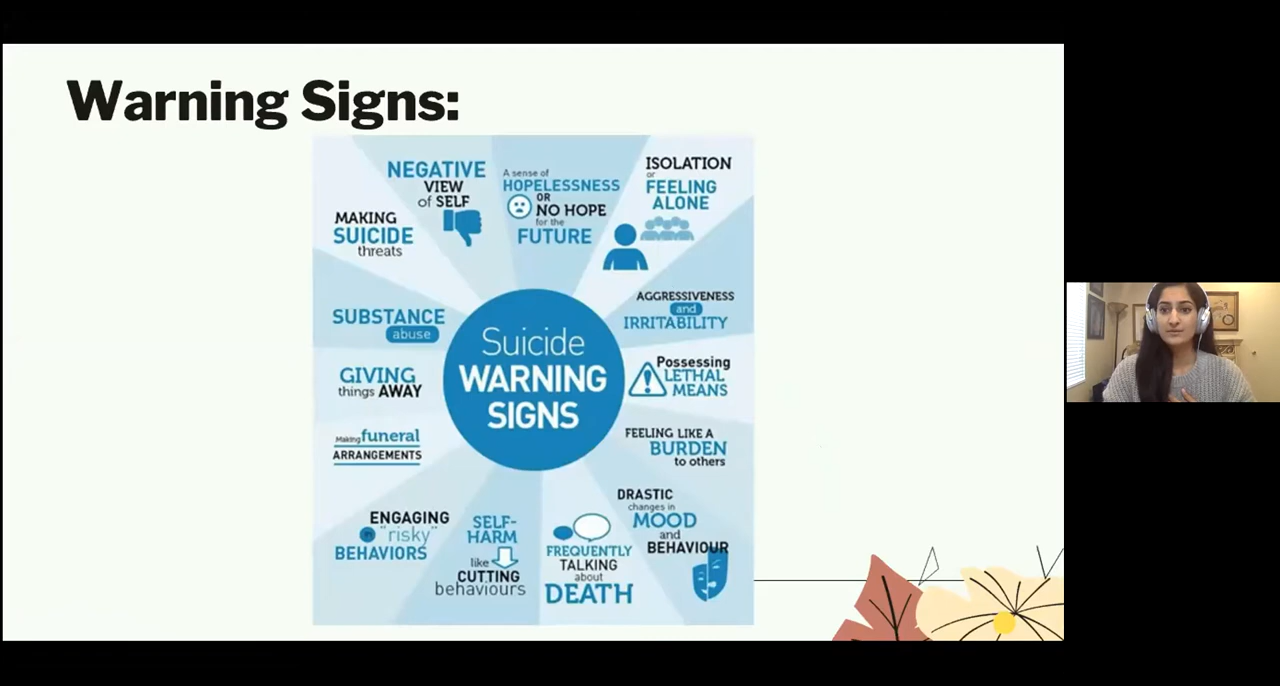 Warning Signs:
NEGATIVE
VIEW
of SELF
A sense of
HOPELESSNESS
OR
NO HOPE
for the
FUTURE
ISOLATION
or
FEELING
ALONE
AGGRESSIVENESS
and
IRRITABILITY
Possessing
LETHAL
MEANS
FEELING LIKE A
BURDEN
to others
DRASTIC
changes in
MOOD
and
BEHAVIOUR
FREQUENTLY
TALKING
about
DEATH
SELF-
HARM
like
CUTTING
behaviours
ENGAGING
in "risky"
BEHAVIORS
Making funeral
ARRANGEMENTS
GIVING
things AWAY
SUBSTANCE
abuse
MAKING
SUICIDE
threats
Suicide
WARNING
SIGNS